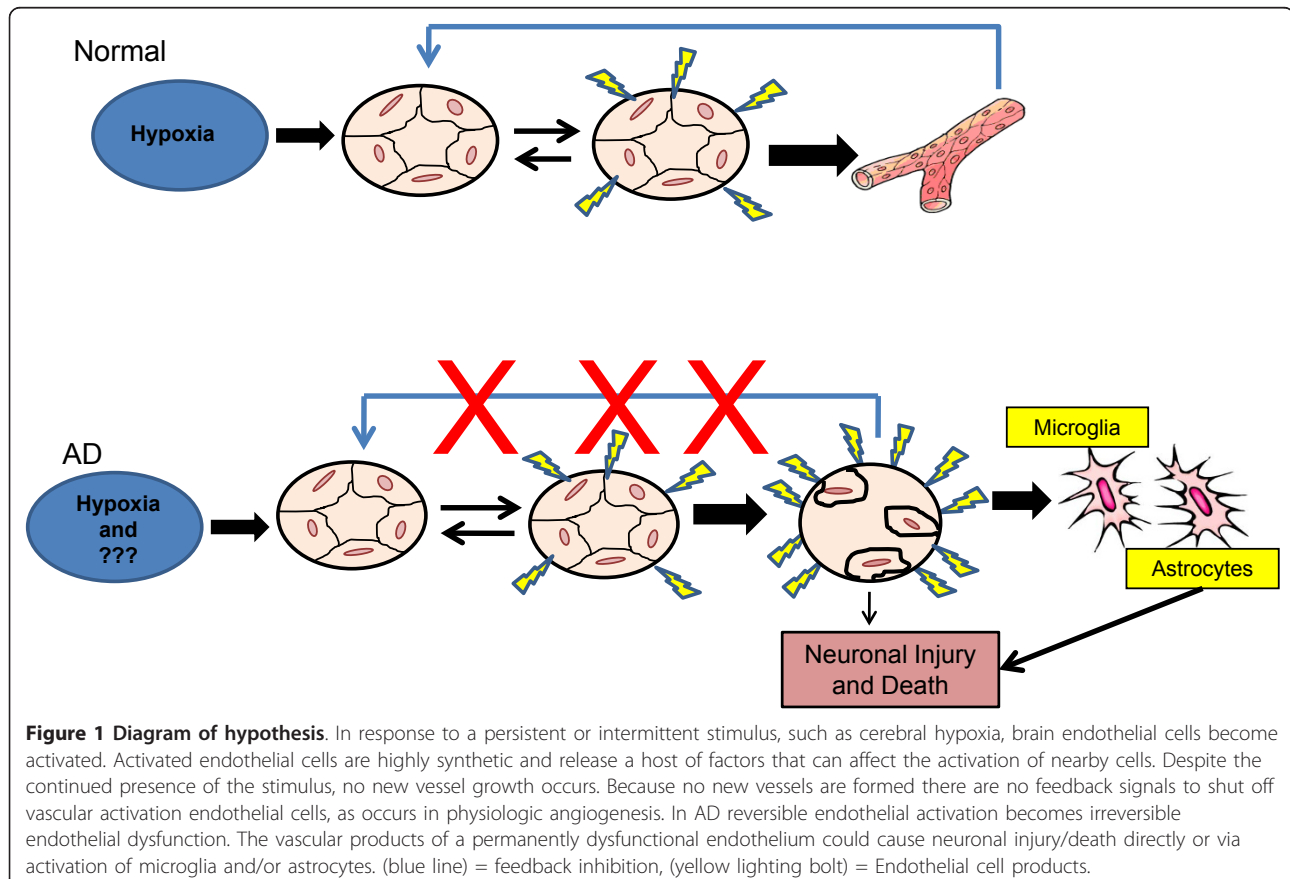 Normal
Hypoxia
AD
Hypoxia
and
???
Microglia
Astrocytes
Neuronal Injury
and Death
Figure 1 Diagram of hypothesis. In response to a persistent or intermittent stimulus, such as cerebral hypoxia, brain endothelial cells become
activated. Activated endothelial cells are highly synthetic and release a host of factors that can affect the activation of nearby cells. Despite the
continued presence of the stimulus, no new vessel growth occurs. Because no new vessels are formed there are no feedback signals to shut off
vascular activation endothelial cells, as occurs in physiologic angiogenesis. In AD reversible endothelial activation becomes irreversible
endothelial dysfunction. The vascular products of a permanently dysfunctional endothelium could cause neuronal injury/death directly or via
activation of microglia and/or astrocytes. (blue line) = feedback inhibition, (yellow lighting bolt) = Endothelial cell products.